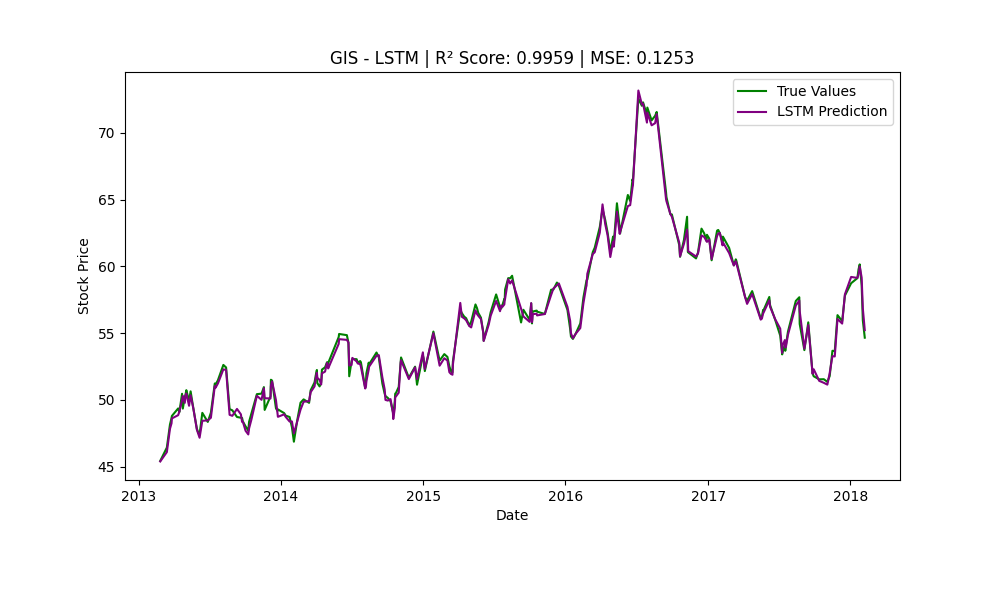 GIS - LSTM | R² Score: 0.9959 | MSE: 0.1253
True Values
LSTM Prediction
Stock Price
70
65
60
55
50
45
2013
2014
2015
2016
2017
2018
Date